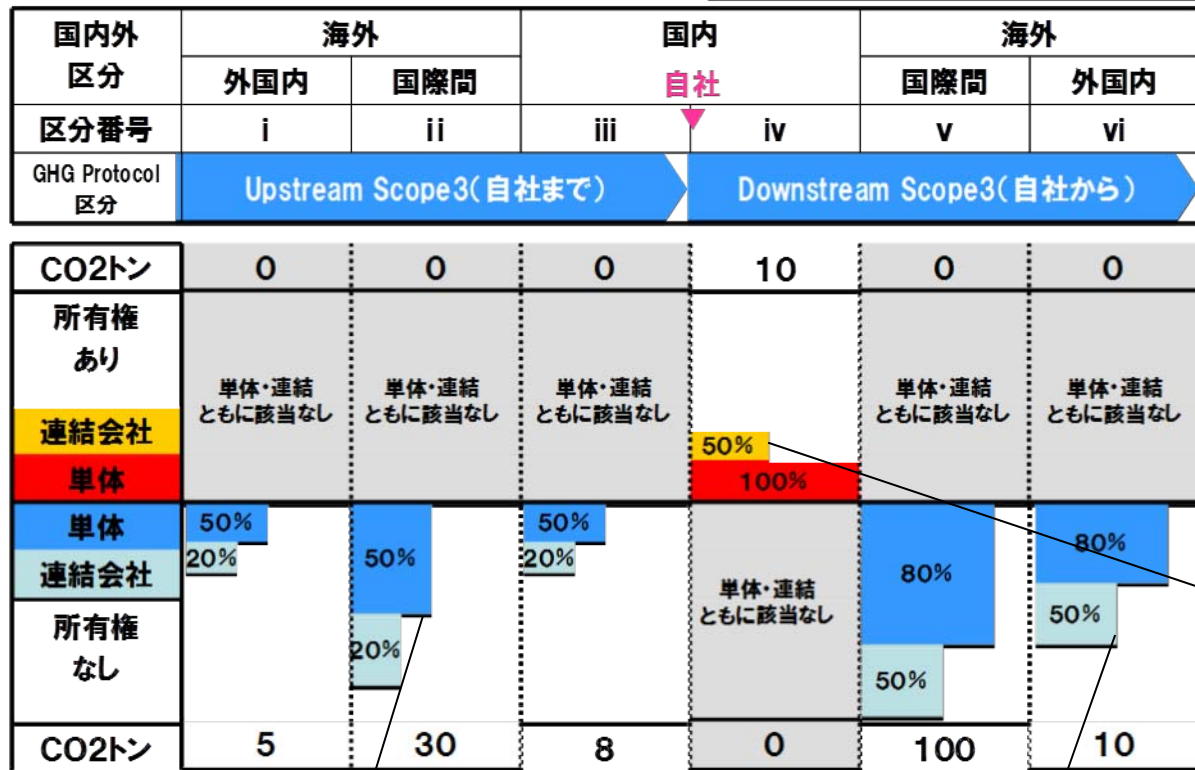 国内外
区分
海外
国内
海外
外国内
国際間
自社
国際間
外国内
区分番号
i
ii
iii
iv
v
vi
GHG Protocol
区分
Upstream Scope3(自社まで)
Downstream Scope3(自社から)
CO2トン
0
0
0
10
0
0
所有権
あり
単体・連結
ともに該当なし
単体・連結
ともに該当なし
単体・連結
ともに該当なし
単体・連結
ともに該当なし
単体・連結
ともに該当なし
連結会社
50%
単体
100%
単体
50%
50%
50%
80%
80%
連結会社
20%
20%
20%
50%
50%
単体・連結
ともに該当なし
所有権
なし
CO2トン
5
30
8
0
100
10